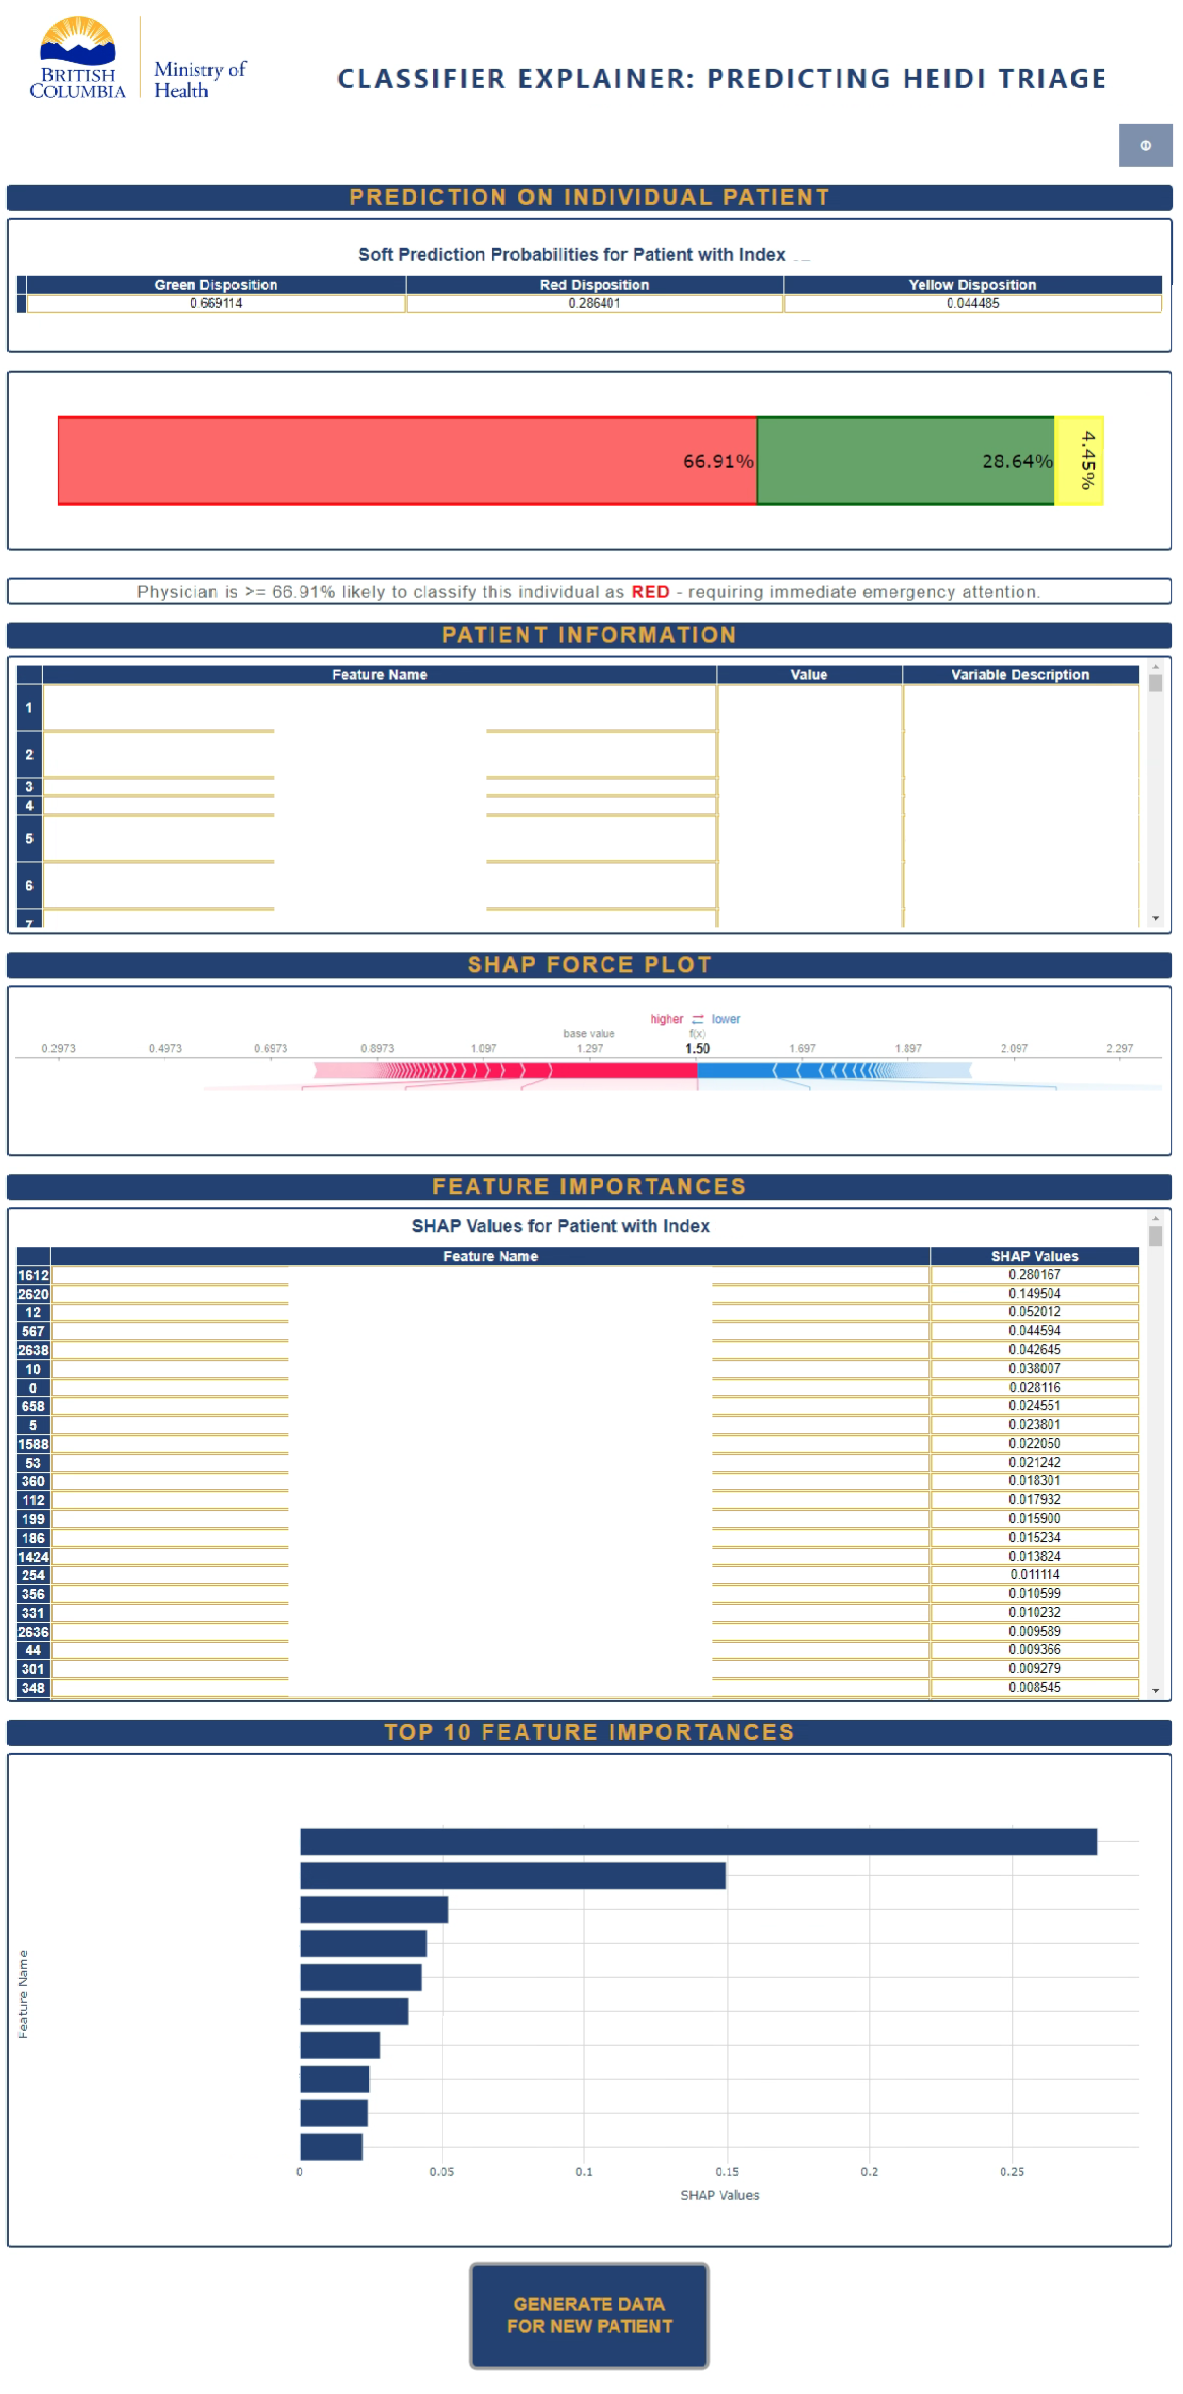 BRITISH
COLUMBIA
Ministry of
Health
CLASSIFIER EXPLAINER: PREDICTING HEIDI TRIAGE
PREDICTION ON INDIVIDUAL PATIENT
Soft Prediction Probabilities for Patient with Index
Green Disposition Red Disposition Yellow Disposition
0.669114 0.286401 0.044485
66.91% 28.64% 4.45%
Physician is >= 66.91% likely to classify this individual as RED - requiring immediate emergency attention.
PATIENT INFORMATION
Feature Name Value Variable Description
1
2
3
4
5
6
7
SHAP FORCE PLOT
higher ⇄ lower
base value f(x)
0.2973 0.4973 0.6973 0.8973 1.097 1.297 1.50 1.697 1.897 2.097 2.297
FEATURE IMPORTANCES
SHAP Values for Patient with Index
Feature Name SHAP Values
1612 0.280167
2620 0.149504
12 0.052012
567 0.044594
2638 0.042645
10 0.038007
0 0.028116
658 0.024551
5 0.023801
1588 0.022050
53 0.021242
360 0.018301
112 0.017932
199 0.015900
186 0.015234
1424 0.013824
254 0.011114
356 0.010599
331 0.010232
2636 0.009589
44 0.009366
301 0.009279
348 0.008545
TOP 10 FEATURE IMPORTANCES
Feature Name
0 0.05 0.1 0.15 0.2 0.25
SHAP Values
GENERATE DATA
FOR NEW PATIENT